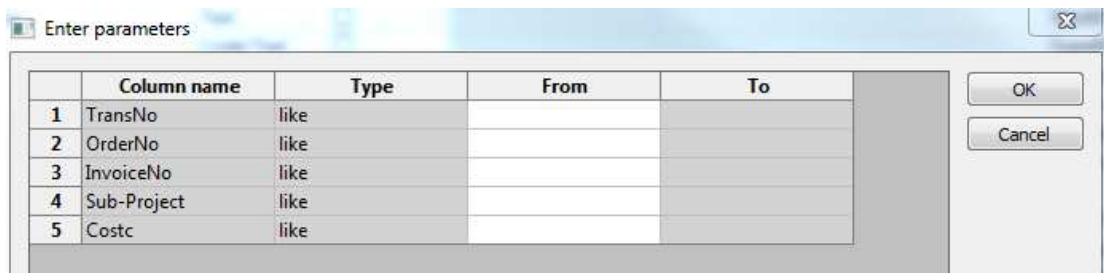 Enter parameters
Column name Type From To
OK
1 TransNo like
2 OrderNo like
Cancel
3 InvoiceNo like
4 Sub-Project like
5 Costc like